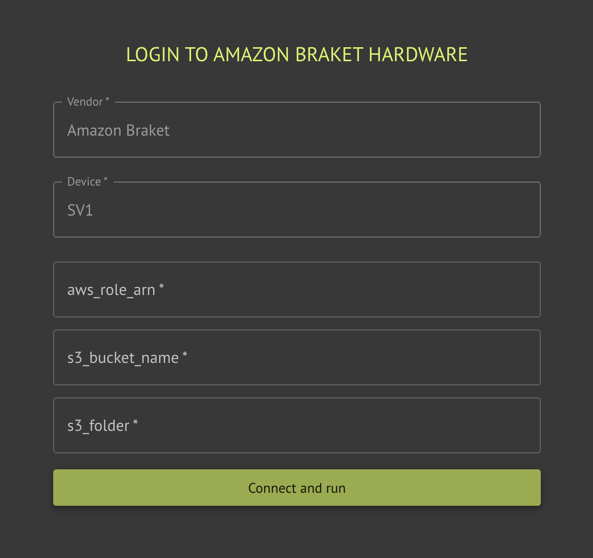 LOGIN TO AMAZON BRAKET HARDWARE
Vendor *
Amazon Braket
Device *
SV1
aws_role_arn *
s3_bucket_name *
s3_folder *
Connect and run